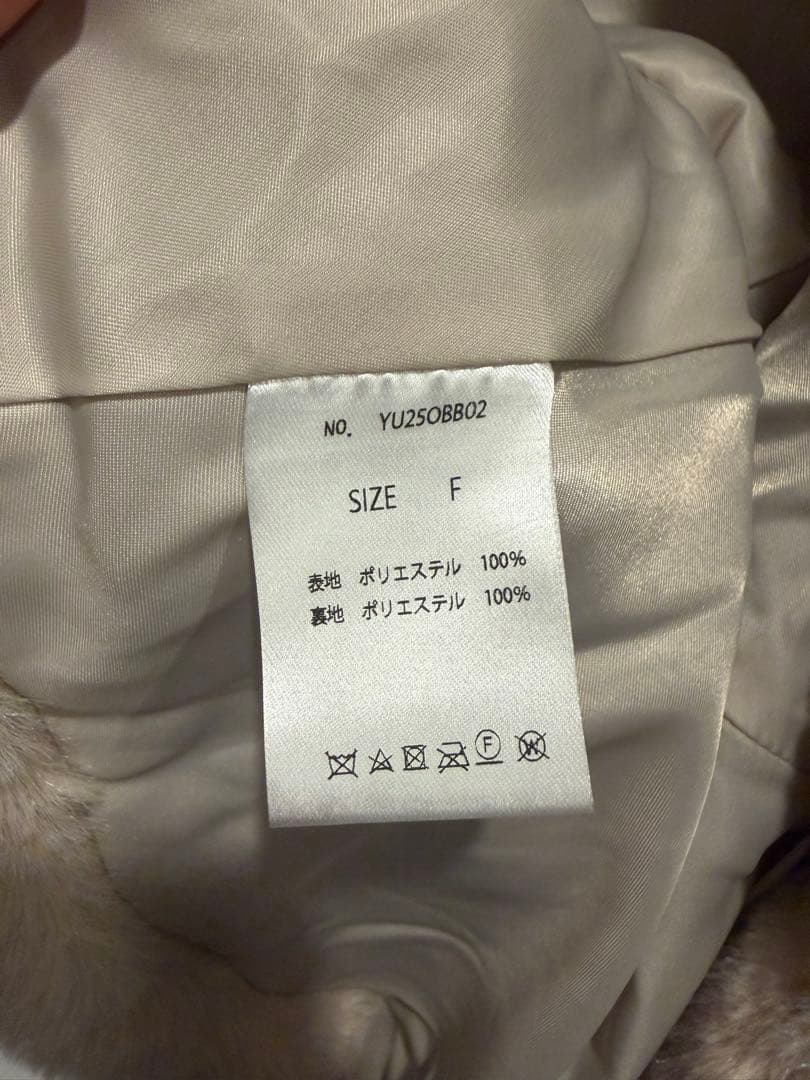 NO. YU25OBB02
SIZE F
表地 ポリエステル 100%
裏地 ポリエステル 100%
F W